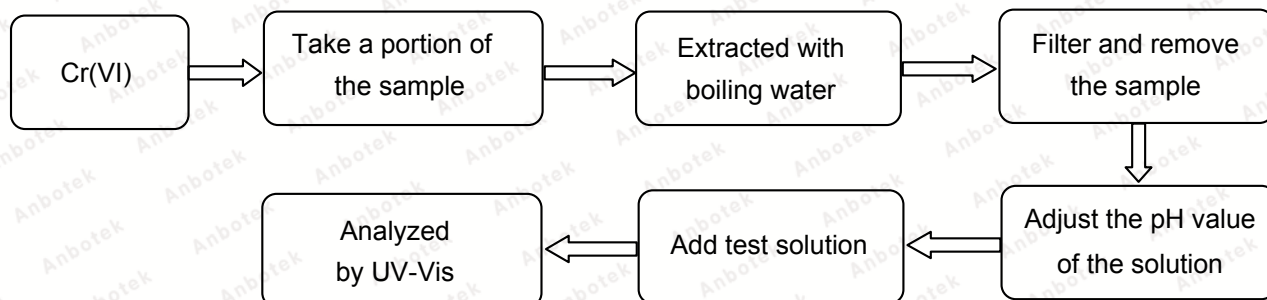 Cr(VI)
Take a portion of
the sample
Extracted with
boiling water
Filter and remove
the sample
Adjust the pH value
of the solution
Add test solution
Analyzed
by UV-Vis
Anbotek